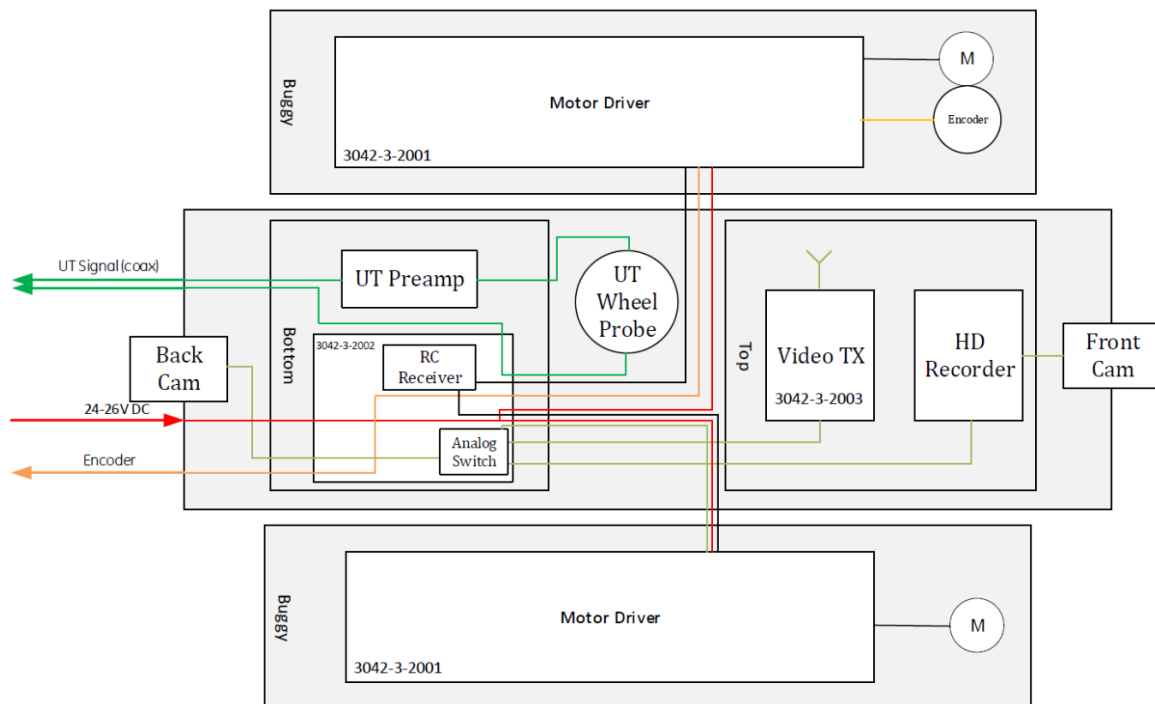 Buggy
Motor Driver
3042-3-2001
M
Encoder
UT Signal (coax)
UT Preamp
UT
Wheel
Probe
Bottom
3042-3-2002
RC
Receiver
Back
Cam
24-26V DC
Analog
Switch
Encoder
Top
Video TX
3042-3-2003
HD
Recorder
Front
Cam
Buggy
Motor Driver
3042-3-2001
M